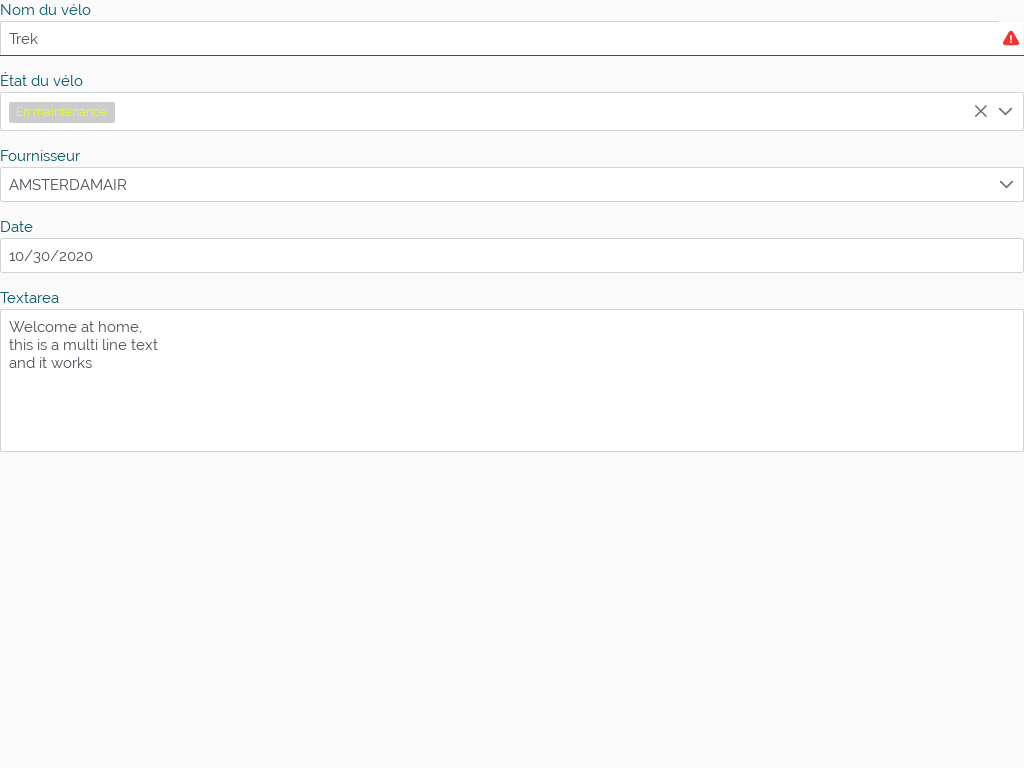 Nom du vélo
Trek
État du vélo
En maintenance
Fournisseur
AMSTERDAMAIR
Date
10/30/2020
Textarea
Welcome at home,
this is a multi line text
and it works